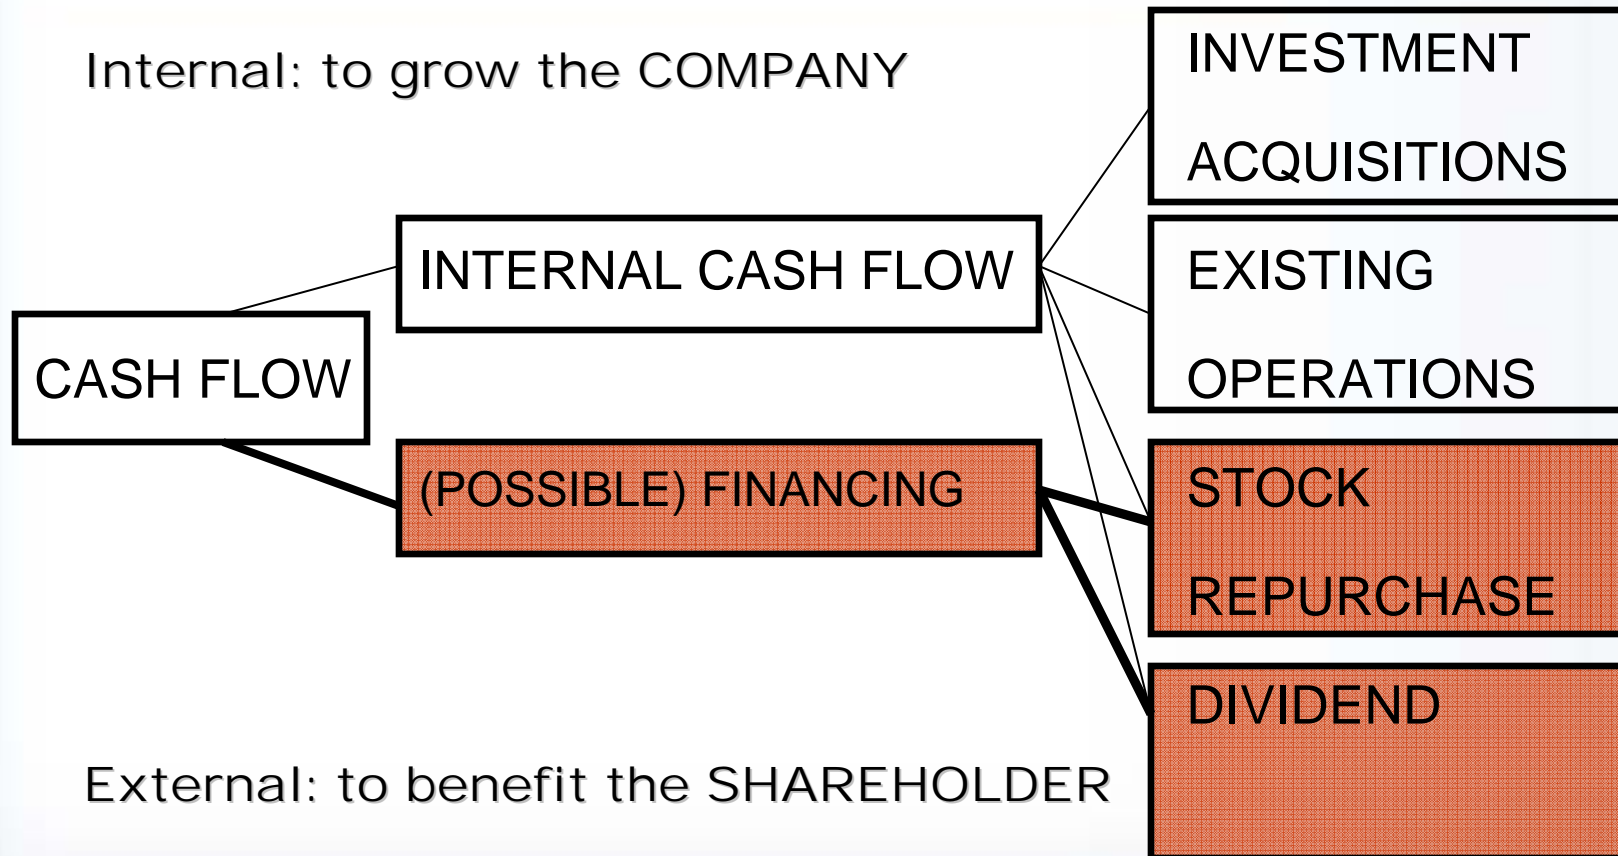 Internal: to grow the COMPANY
INVESTMENT
ACQUISITIONS
INTERNAL CASH FLOW
EXISTING
OPERATIONS
CASH FLOW
(POSSIBLE) FINANCING
STOCK
REPURCHASE
DIVIDEND
External: to benefit the SHAREHOLDER